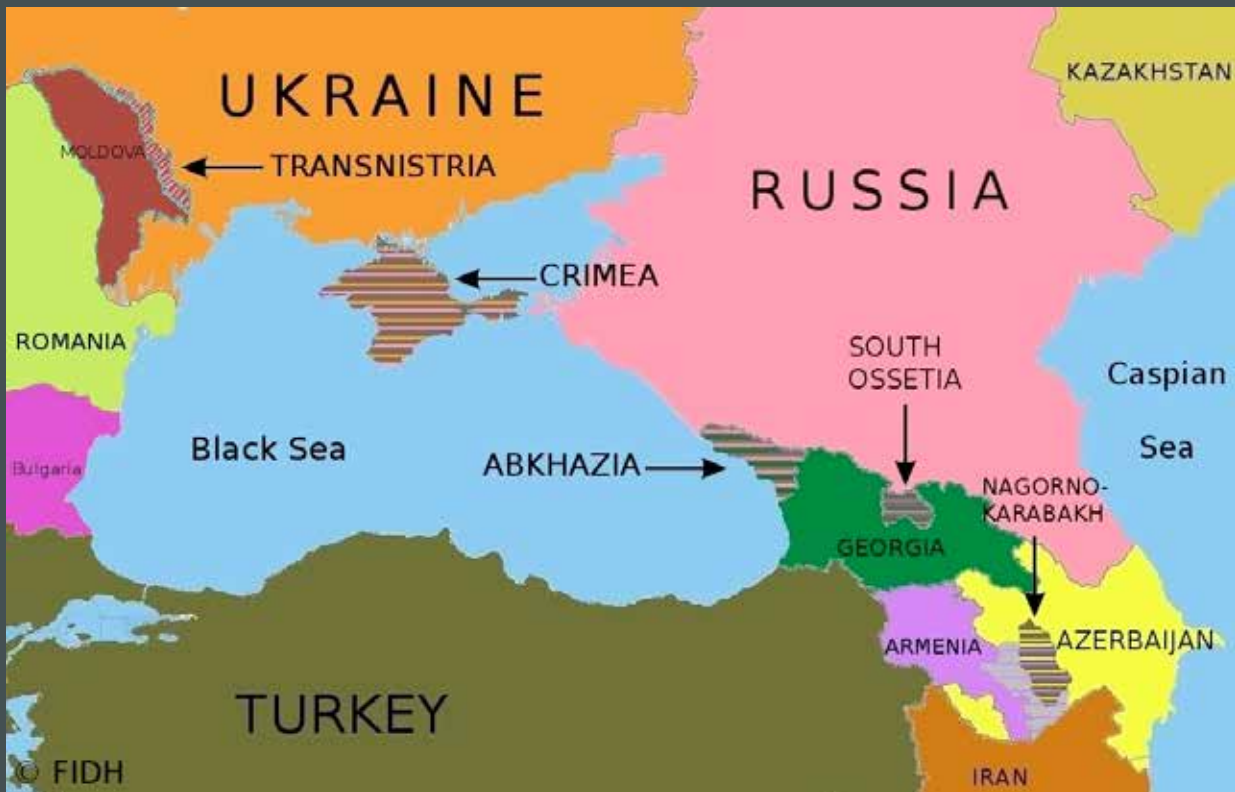 KAZAKHSTAN
UKRAINE
MOLDOVA
TRANSNISTRIA
RUSSIA
CRIMEA
ROMANIA
SOUTH
OSSETIA
Caspian
Sea
Black Sea
Bulgaria
ABKHAZIA
NAGORNO-
KARABAKH
GEORGIA
ARMENIA
AZERBAIJAN
TURKEY
© FIDH
IRAN